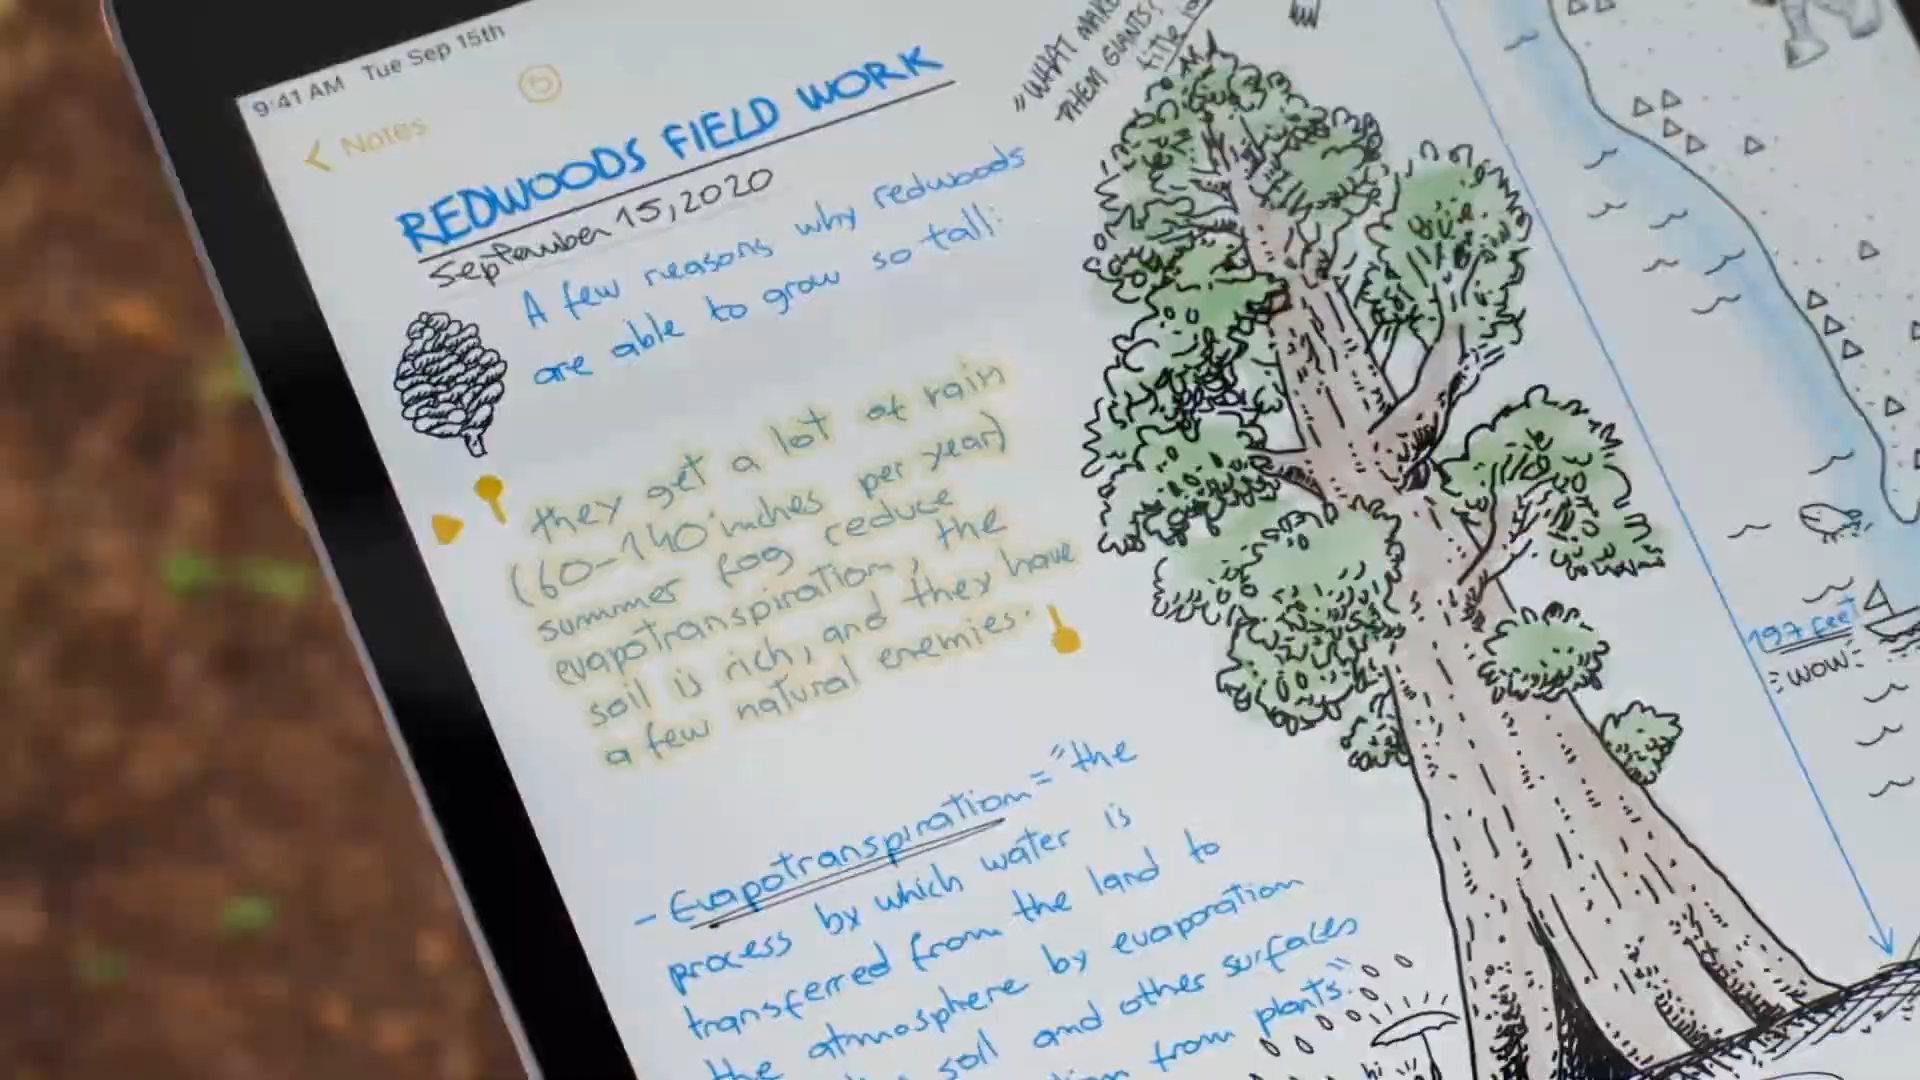 9:41 AM Tue Sep 15th
Notes
REDWOODS FIELD WORK
September 15, 2020
A few reasons why redwoods
are able to grow so tall:
they get a lot of rain
(60-140 inches per year)
summer fog reduce
evapotranspiration, the
soil is rich, and they have
a few natural enemies.
- Evapotranspiration = "the
process by which water is
transferred from the land to
the atmosphere by evaporation
soil and other surfaces
from plants."
"WHAT MAKE
THEM GIANTS?
title
197 feet
WOW
hi